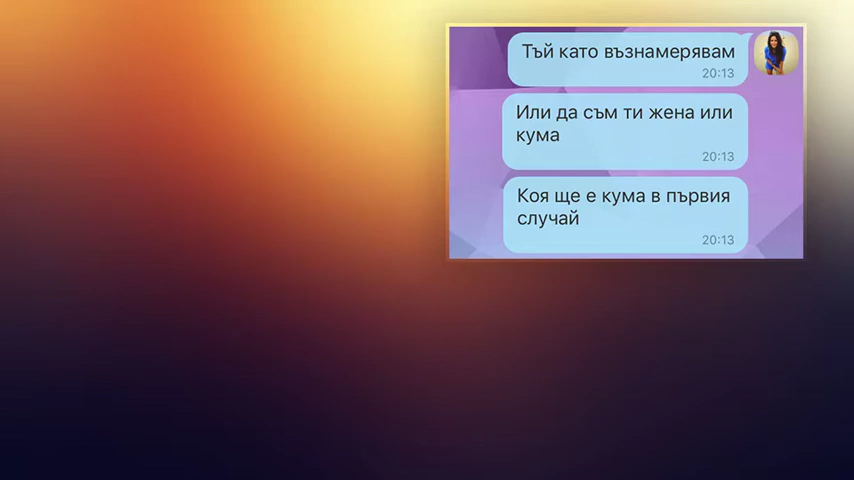 Тъй като възнамерявам
20:13
Или да съм ти жена или
кума
20:13
Коя ще е кума в първия
случай
20:13